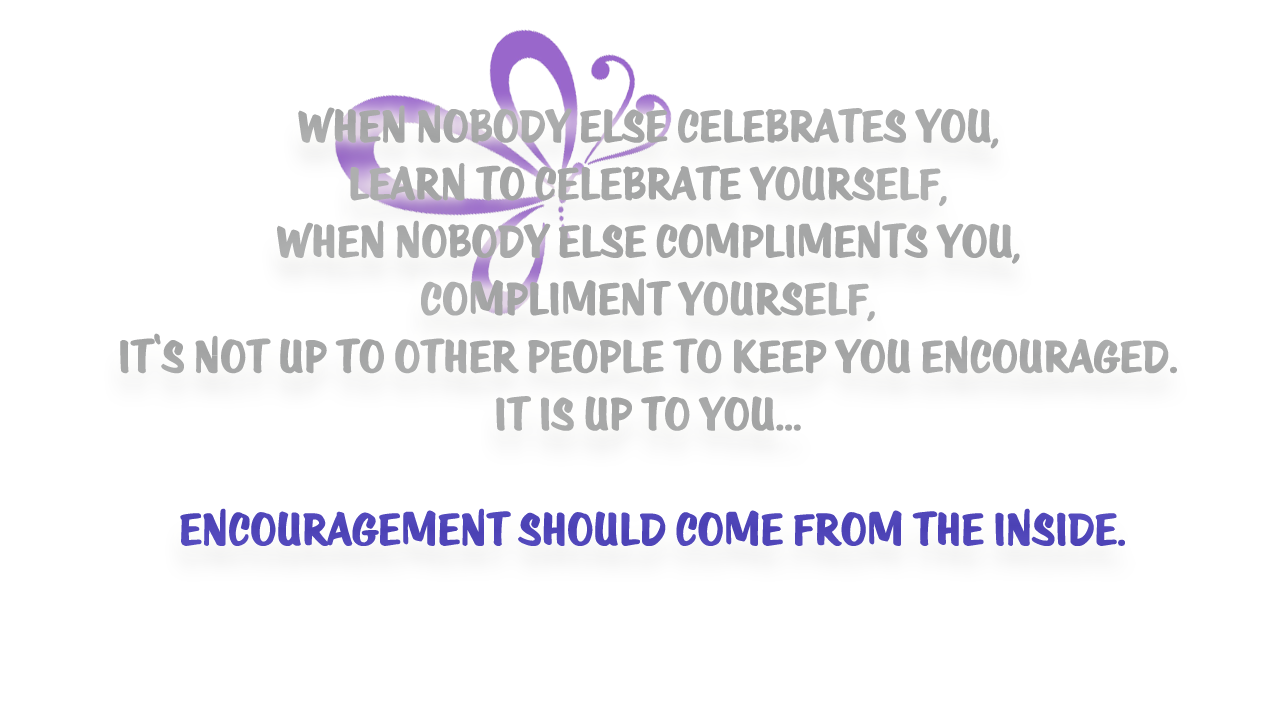 WHEN NOBODY ELSE CELEBRATES YOU,
LEARN TO CELEBRATE YOURSELF,
WHEN NOBODY ELSE COMPLIMENTS YOU,
COMPLIMENT YOURSELF,
IT'S NOT UP TO OTHER PEOPLE TO KEEP YOU ENCOURAGED.
IT IS UP TO YOU...
ENCOURAGEMENT SHOULD COME FROM THE INSIDE.